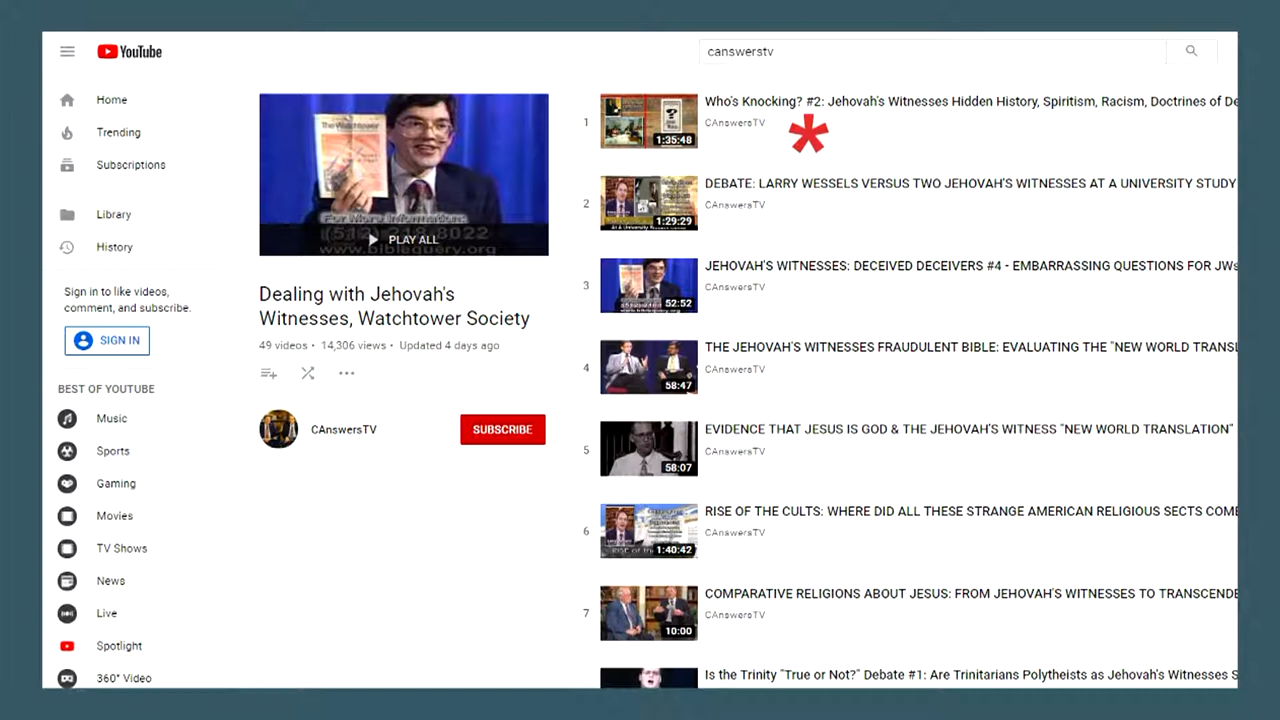 YouTube
canswerstv
Home
Trending
Subscriptions
Library
History
Sign in to like videos,
comment, and subscribe.
SIGN IN
BEST OF YOUTUBE
Music
Sports
Gaming
Movies
TV Shows
News
Live
Spotlight
360° Video
The Watchtower
For More Information:
(512) 218-8022
www.biblequery.org
PLAY ALL
Dealing with Jehovah's
Witnesses, Watchtower Society
49 videos • 14,306 views • Updated 4 days ago
CAnswersTV
SUBSCRIBE
1
1:35:48
Who's Knocking? #2: Jehovah's Witnesses Hidden History, Spiritism, Racism, Doctrines of De
CAnswersTV
*
2
1:29:29
DEBATE: LARRY WESSELS VERSUS TWO JEHOVAH'S WITNESSES AT A UNIVERSITY STUDY
CAnswersTV
3
52:52
JEHOVAH'S WITNESSES: DECEIVED DECEIVERS #4 - EMBARRASSING QUESTIONS FOR JWs
CAnswersTV
4
58:47
THE JEHOVAH'S WITNESSES FRAUDULENT BIBLE: EVALUATING THE "NEW WORLD TRANSL
CAnswersTV
5
58:07
EVIDENCE THAT JESUS IS GOD & THE JEHOVAH'S WITNESS "NEW WORLD TRANSLATION"
CAnswersTV
6
1:40:42
RISE OF THE CULTS: WHERE DID ALL THESE STRANGE AMERICAN RELIGIOUS SECTS COME
CAnswersTV
7
10:00
COMPARATIVE RELIGIONS ABOUT JESUS: FROM JEHOVAH'S WITNESSES TO TRANSCENDE
CAnswersTV
Is the Trinity "True or Not?" Debate #1: Are Trinitarians Polytheists as Jehovah's Witnesses S